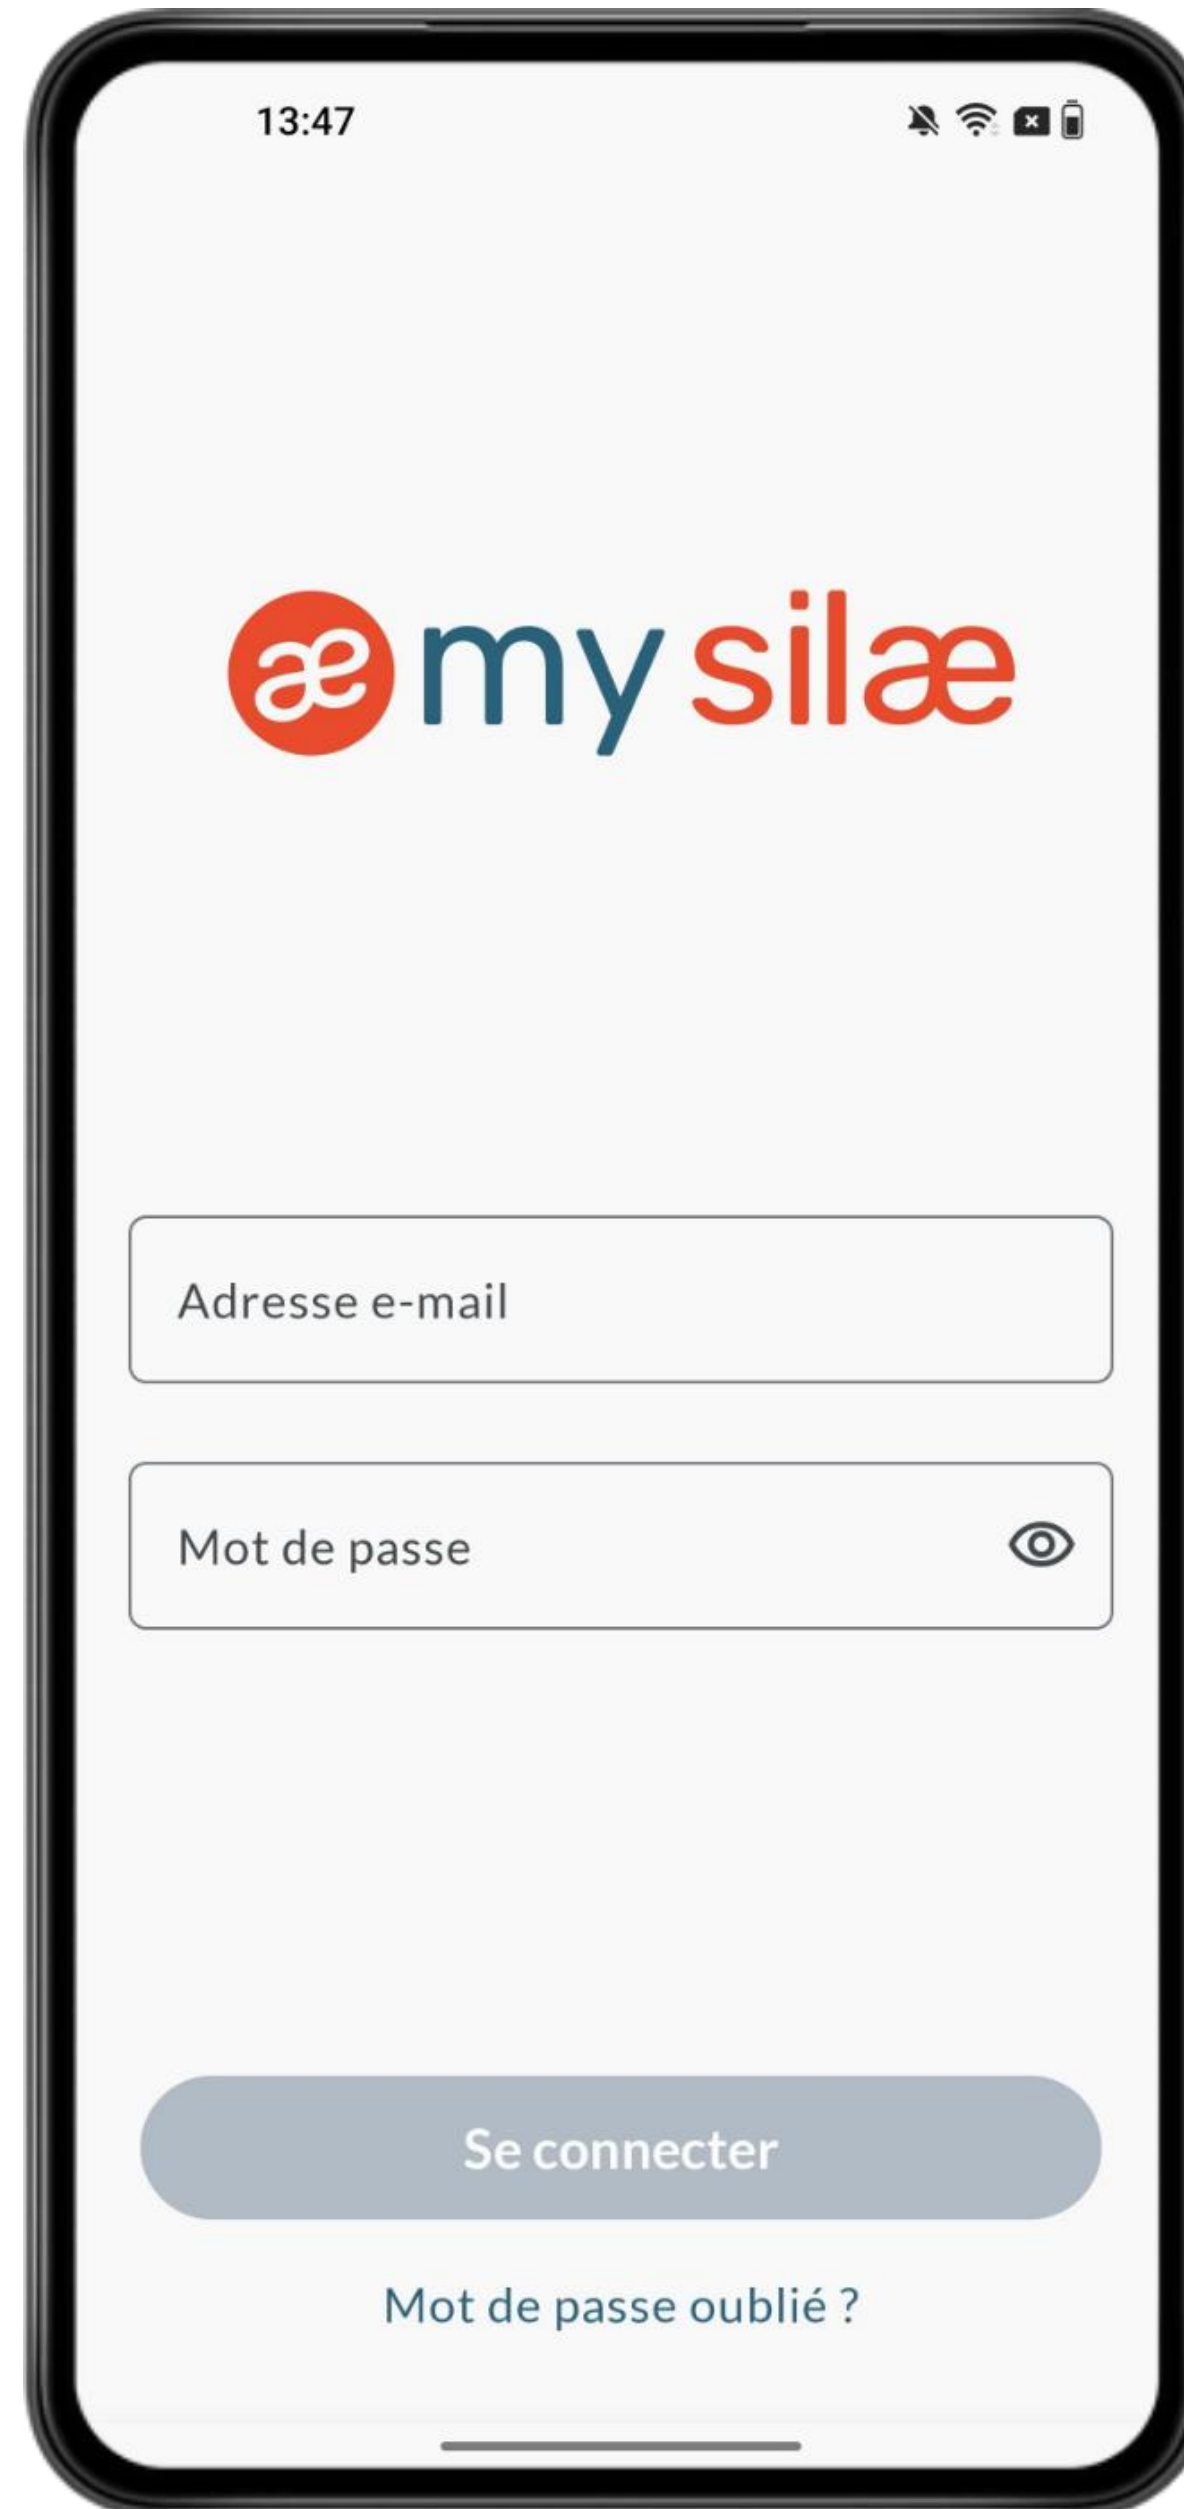 13:47
æ my silæ
Adresse e-mail
Mot de passe
Se connecter
Mot de passe oublié ?